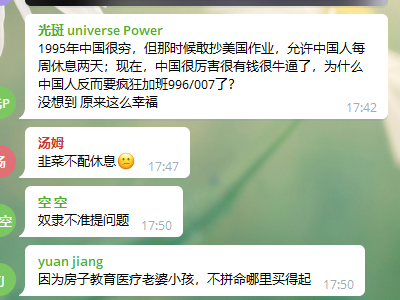 光斑 universe Power
1995年中国很穷，但那时候敢抄美国作业，允许中国人每
周休息两天；现在，中国很厉害很有钱很牛逼了，为什么
中国人反而要疯狂加班996/007了？
没想到 原来这么幸福
17:42
P
汤姆
韭菜不配休息😕
17:47
汤
空空
奴隶不准提问题
17:50
空
yuan jiang
因为房子教育医疗老婆小孩，不拼命哪里买得起
17:50